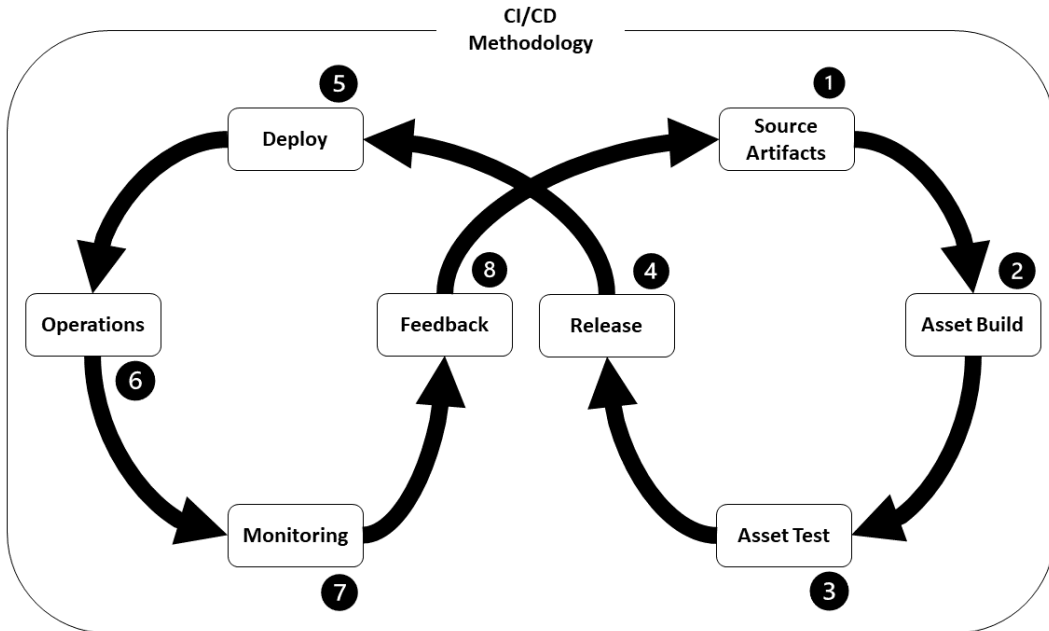 CI/CD
Methodology
5
1
Deploy
Source
Artifacts
8
4
2
Operations
Feedback
Release
Asset Build
6
Monitoring
Asset Test
7
3